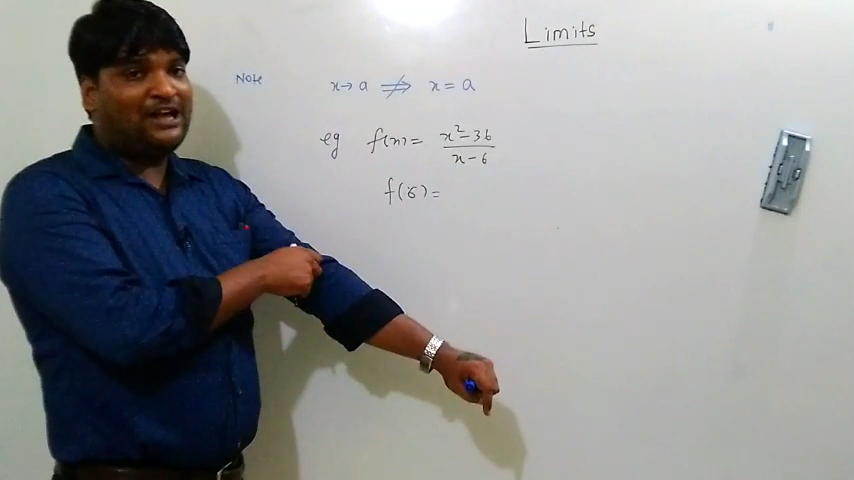 Limits
Note x→a ⇏ x = a
eg f(x) = x²-36 / x-6
f(6) =